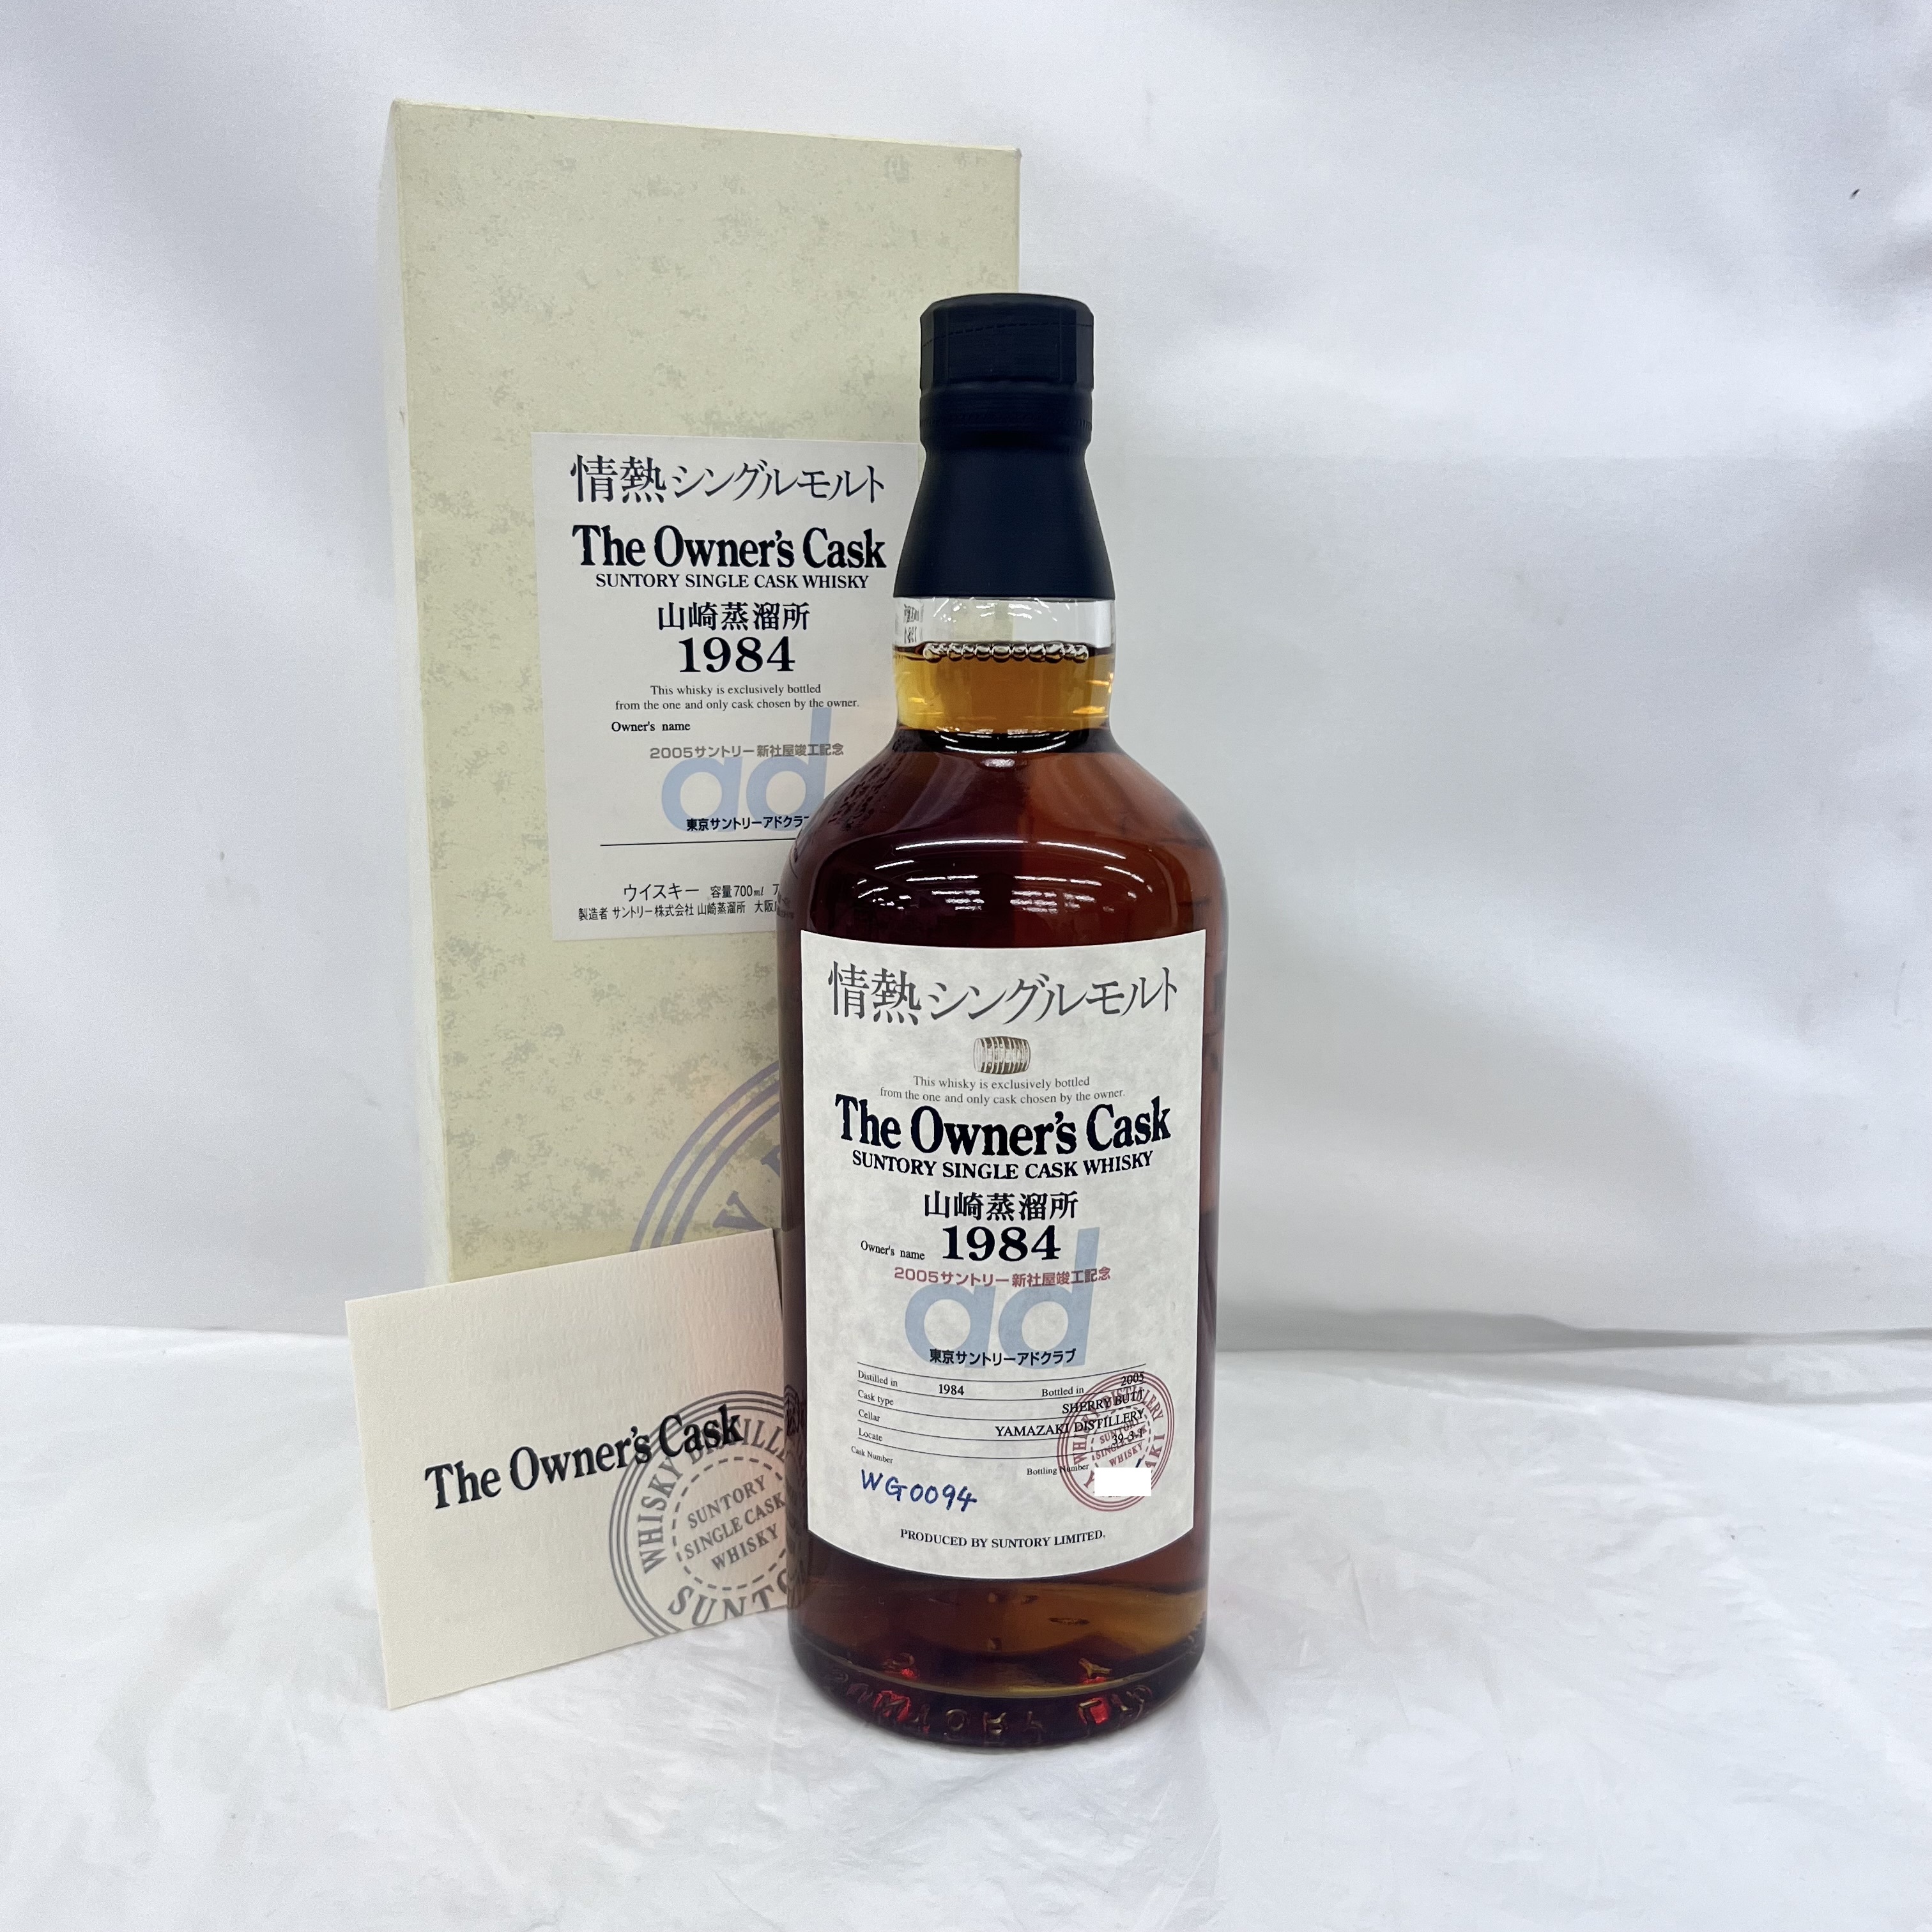 情熱シングルモルト
The Owner's Cask
SUNTORY SINGLE CASK WHISKY
山崎蒸溜所
1984
This whisky is exclusively bottled
from the one and only cask chosen by the owner.
Owner's name
2005サントリー新社屋竣工記念
ad
東京サントリーアドクラブ
ウイスキー 容量700ml
製造者 サントリー株式会社 山崎蒸溜所 大阪
情熱シングルモルト
This whisky is exclusively bottled
from the one and only cask chosen by the owner.
The Owner's Cask
SUNTORY SINGLE CASK WHISKY
山崎蒸溜所
Owner's name 1984
2005サントリー新社屋竣工記念
ad
東京サントリーアドクラブ
Distilled in 1984 Bottled in 2005
Cask type SHERRY BUTT
Cellar YAMAZAKI DISTILLERY
Locate
Cask Number Bottling Number
WG0094
PRODUCED BY SUNTORY LIMITED.
The Owner's Cask
WHISKY DISTILL
SUNTORY
SINGLE CASK
WHISKY
SUNTO